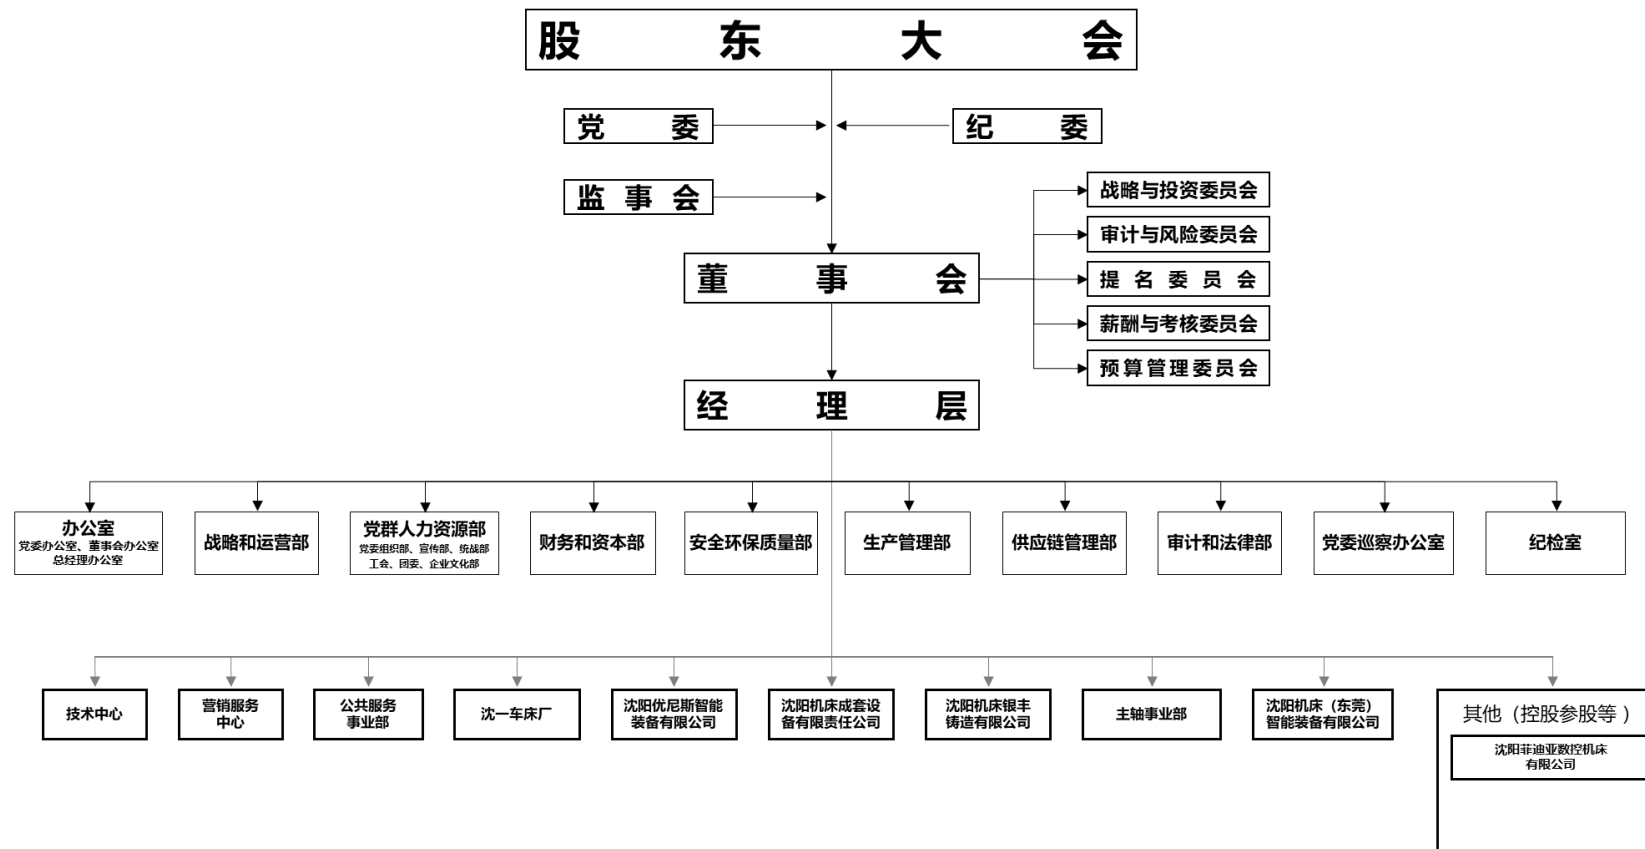 股东大会
党委
纪委
监事会
战略与投资委员会
审计与风险委员会
董事会
提名委员会
薪酬与考核委员会
预算管理委员会
经理层
办公室
党委办公室、董事会办公室
总经理办公室
战略和运营部
党群人力资源部
党委组织部、宣传部、统战部
工会、团委、企业文化部
财务和资本部
安全环保质量部
生产管理部
供应链管理部
审计和法律部
党委巡察办公室
纪检室
技术中心
营销服务
中心
公共服务
事业部
沈一车床厂
沈阳优尼斯智能
装备有限公司
沈阳机床成套设
备有限责任公司
沈阳机床银丰
铸造有限公司
主轴事业部
沈阳机床（东莞）
智能装备有限公司
其他（控股参股等）
沈阳菲迪亚数控机床
有限公司